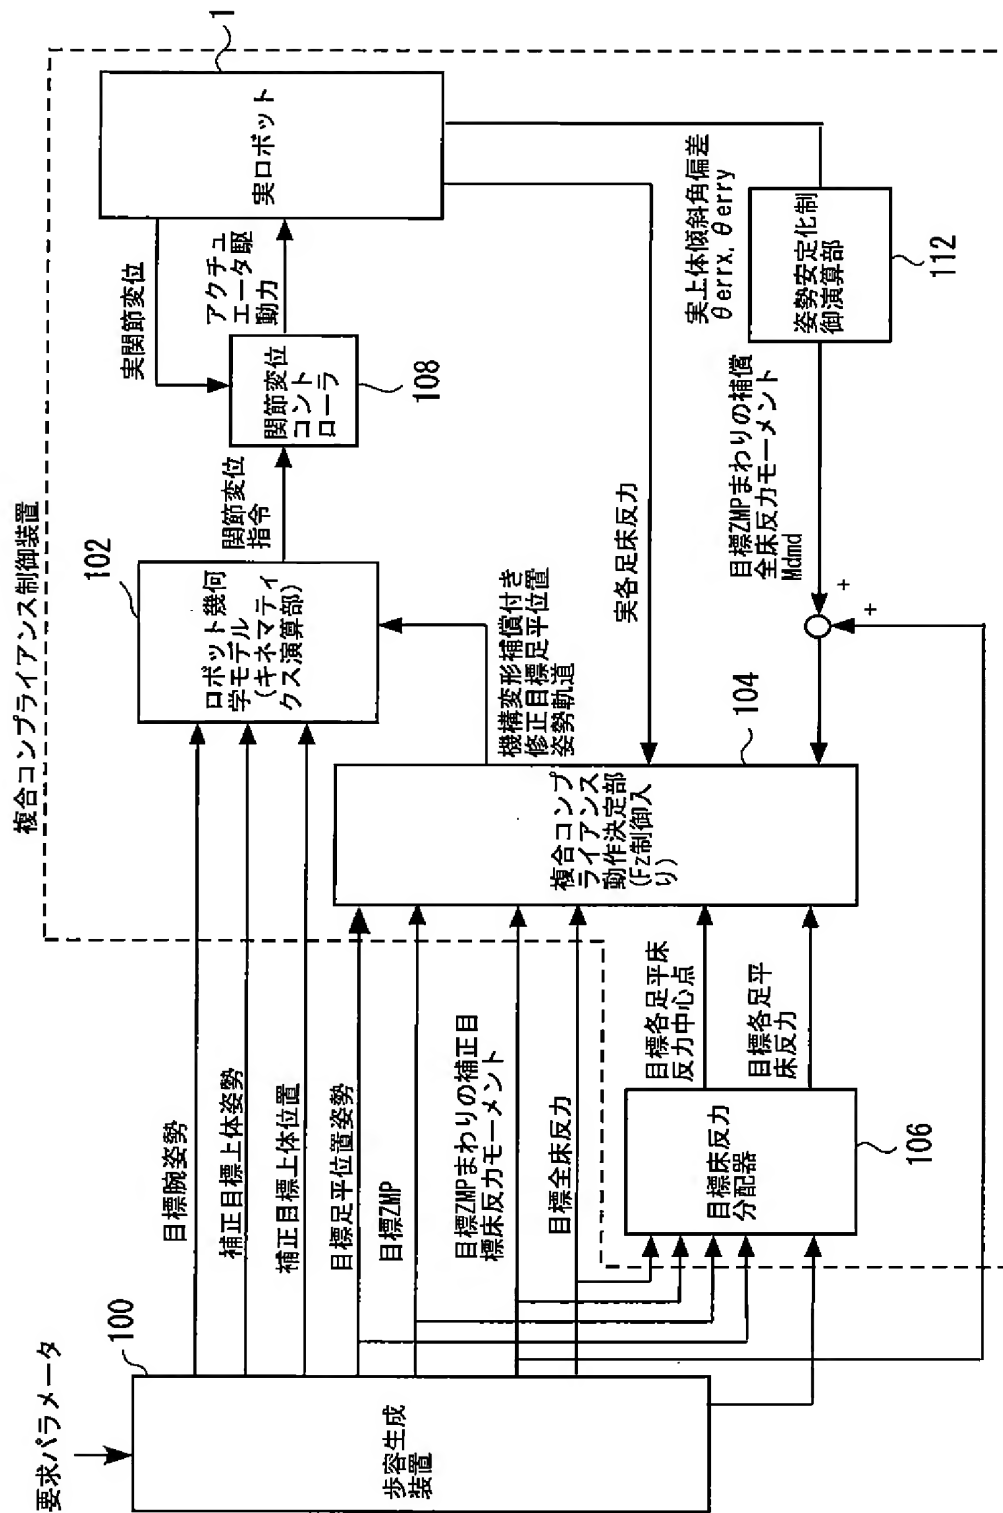 要求パラメータ
100
歩容生成
装置
目標腕姿勢
補正目標上体姿勢
補正目標上体位置
目標足平位置姿勢
目標ZMP
目標ZMPまわりの補正目
標床反力モーメント
目標全床反力
目標床反力
分配器
106
目標各足平床
反力中心点
目標各足平
床反力
複合コンプライアンス制御装置
102
ロボット幾何
学モデル
(キネマティ
クス演算部)
関節変位
指令
関節変位
コント
ローラ
108
実関節変位
アクチュ
エータ駆
動力
実ロボット
1
複合コンプ
ライアンス
動作決定部
(Fz制御入
り)
104
機構変形補償付き
修正目標足平位置
姿勢軌道
実各足床反力
目標ZMPまわりの補償
全床反力モーメント
Mdmd
+
+
実上体傾斜角偏差
θerrx, θerry
姿勢安定化制
御演算部
112